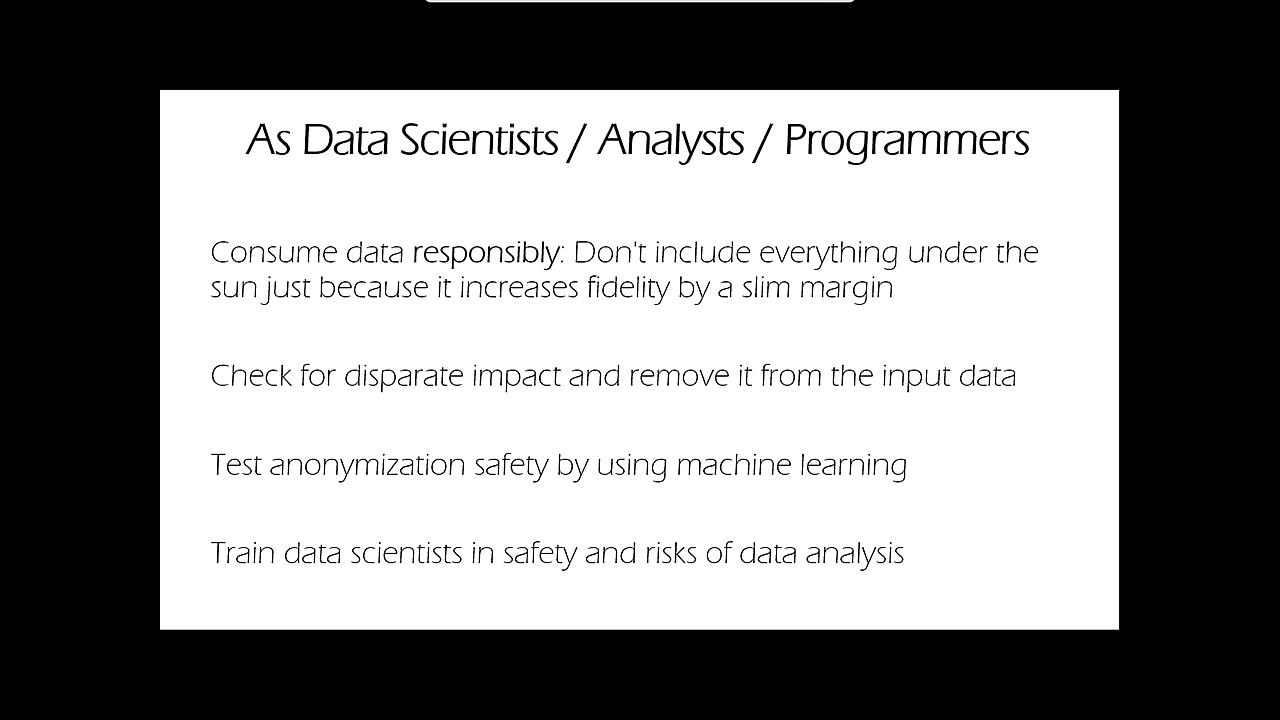 As Data Scientists / Analysts / Programmers
Consume data responsibly: Don't include everything under the
sun just because it increases fidelity by a slim margin
Check for disparate impact and remove it from the input data
Test anonymization safety by using machine learning
Train data scientists in safety and risks of data analysis